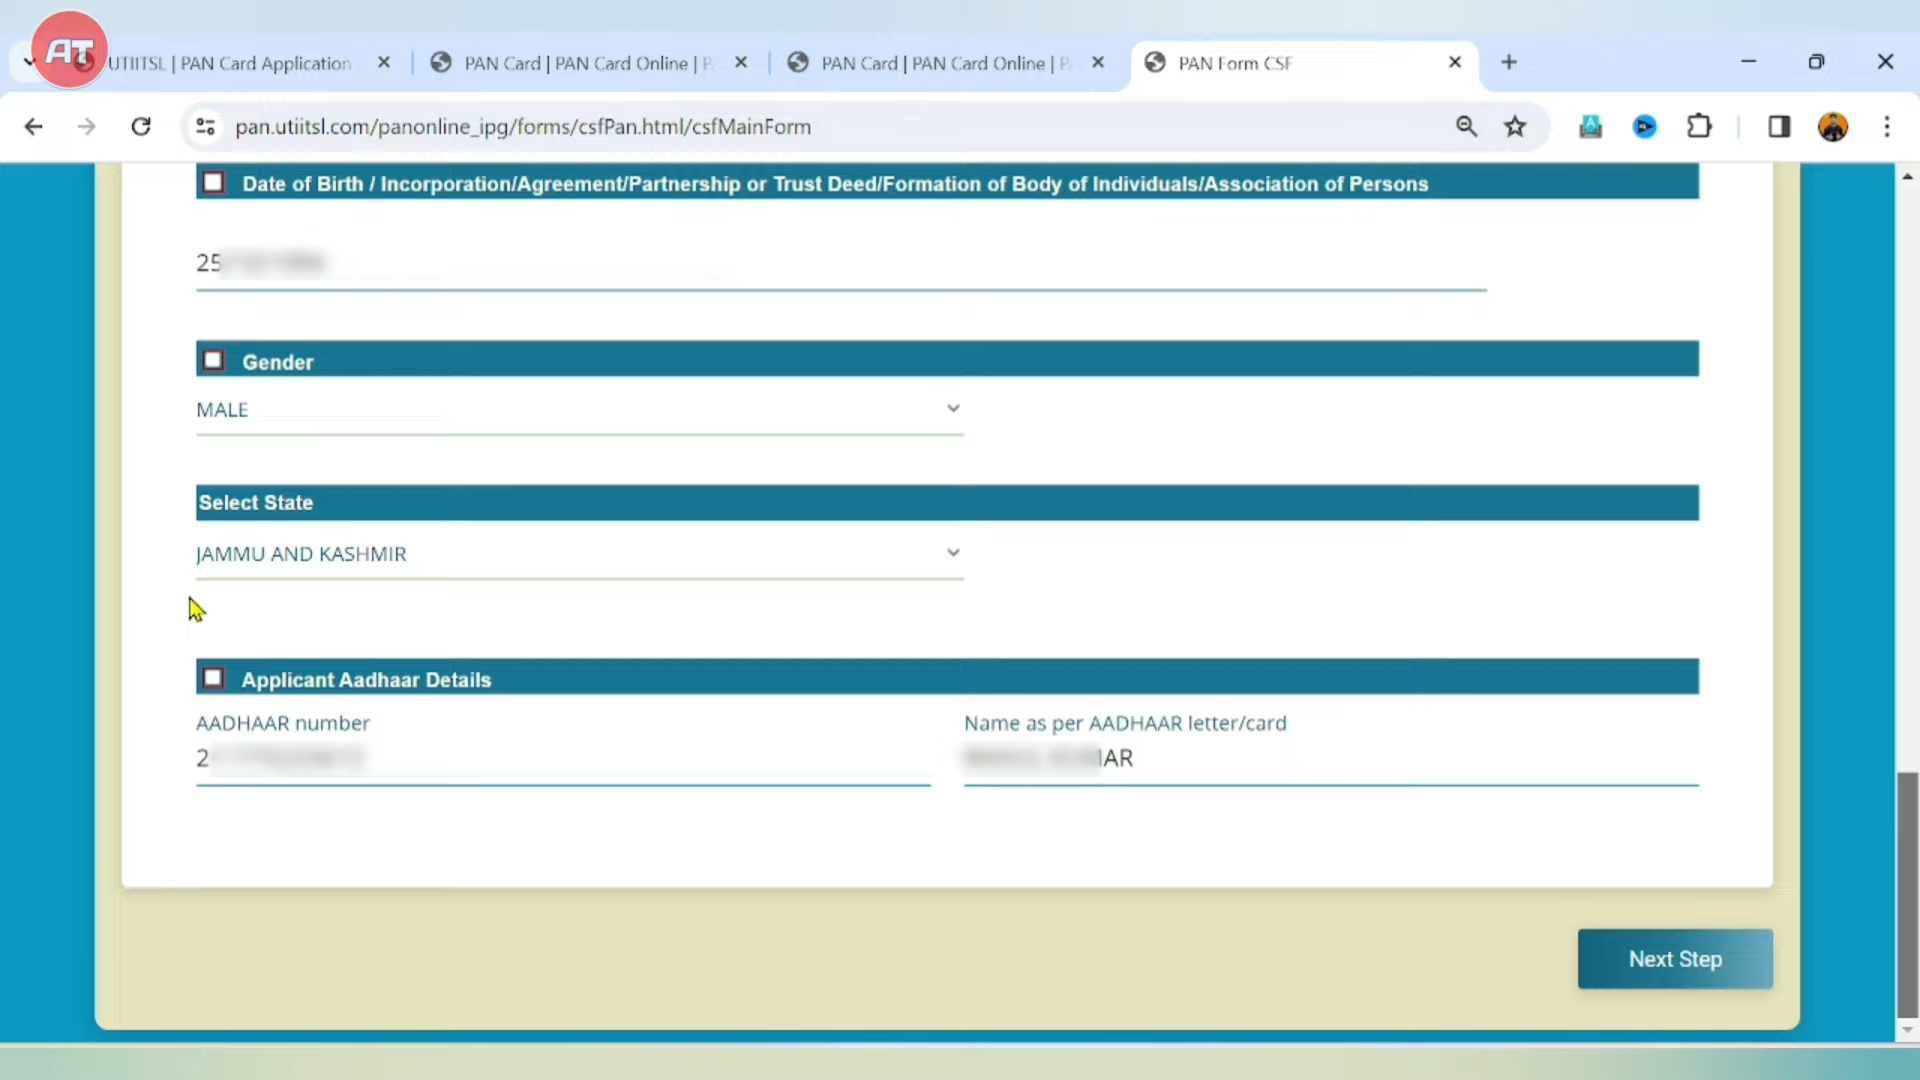 AT
UTIITSL | PAN Card Application
PAN Card | PAN Card Online | P
PAN Card | PAN Card Online | P
PAN Form CSF
pan.utiitsl.com/panonline_ipg/forms/csfPan.html/csfMainForm
Date of Birth / Incorporation/Agreement/Partnership or Trust Deed/Formation of Body of Individuals/Association of Persons
25
Gender
MALE
Select State
JAMMU AND KASHMIR
Applicant Aadhaar Details
AADHAAR number
Name as per AADHAAR letter/card
2
AR
Next Step